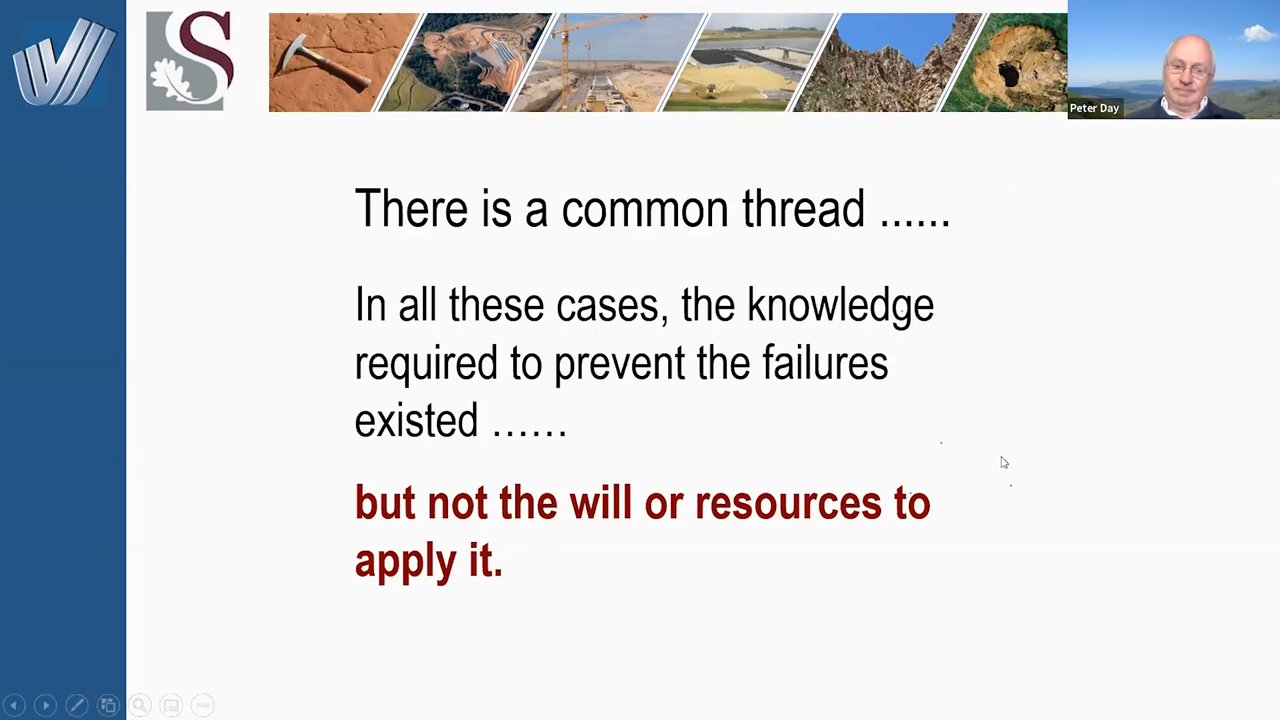 Peter Day
There is a common thread ......
In all these cases, the knowledge
required to prevent the failures
existed ……
but not the will or resources to
apply it.